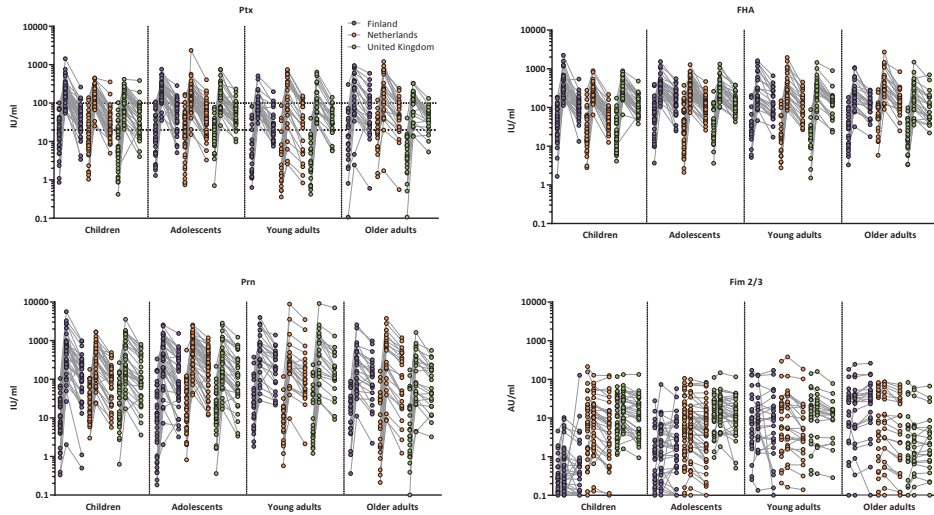 Ptx
Finland
Netherlands
United Kingdom
10000
1000
100
10
1
0.1
IU/ml
Children
Adolescents
Young adults
Older adults
FHA
10000
1000
100
10
1
0.1
IU/ml
Children
Adolescents
Young adults
Older adults
Prn
10000
1000
100
10
1
0.1
IU/ml
Children
Adolescents
Young adults
Older adults
Fim 2/3
10000
1000
100
10
1
0.1
AU/ml
Children
Adolescents
Young adults
Older adults